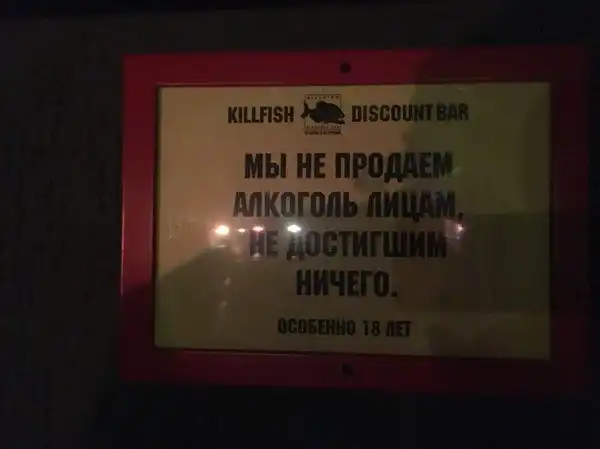 KILLFISH DISCOUNT BAR
МЫ НЕ ПРОДАЕМ
АЛКОГОЛЬ ЛИЦАМ,
НЕ ДОСТИГШИМ
НИЧЕГО.
ОСОБЕННО 18 ЛЕТ